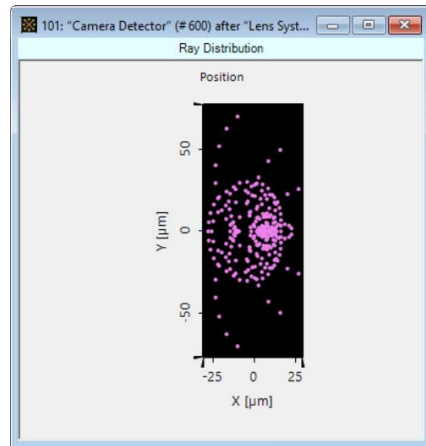 101: "Camera Detector" (# 600) after "Lens Syst...
Ray Distribution
Position
50
0
-50
Y [µm]
-25 0 25
X [µm]